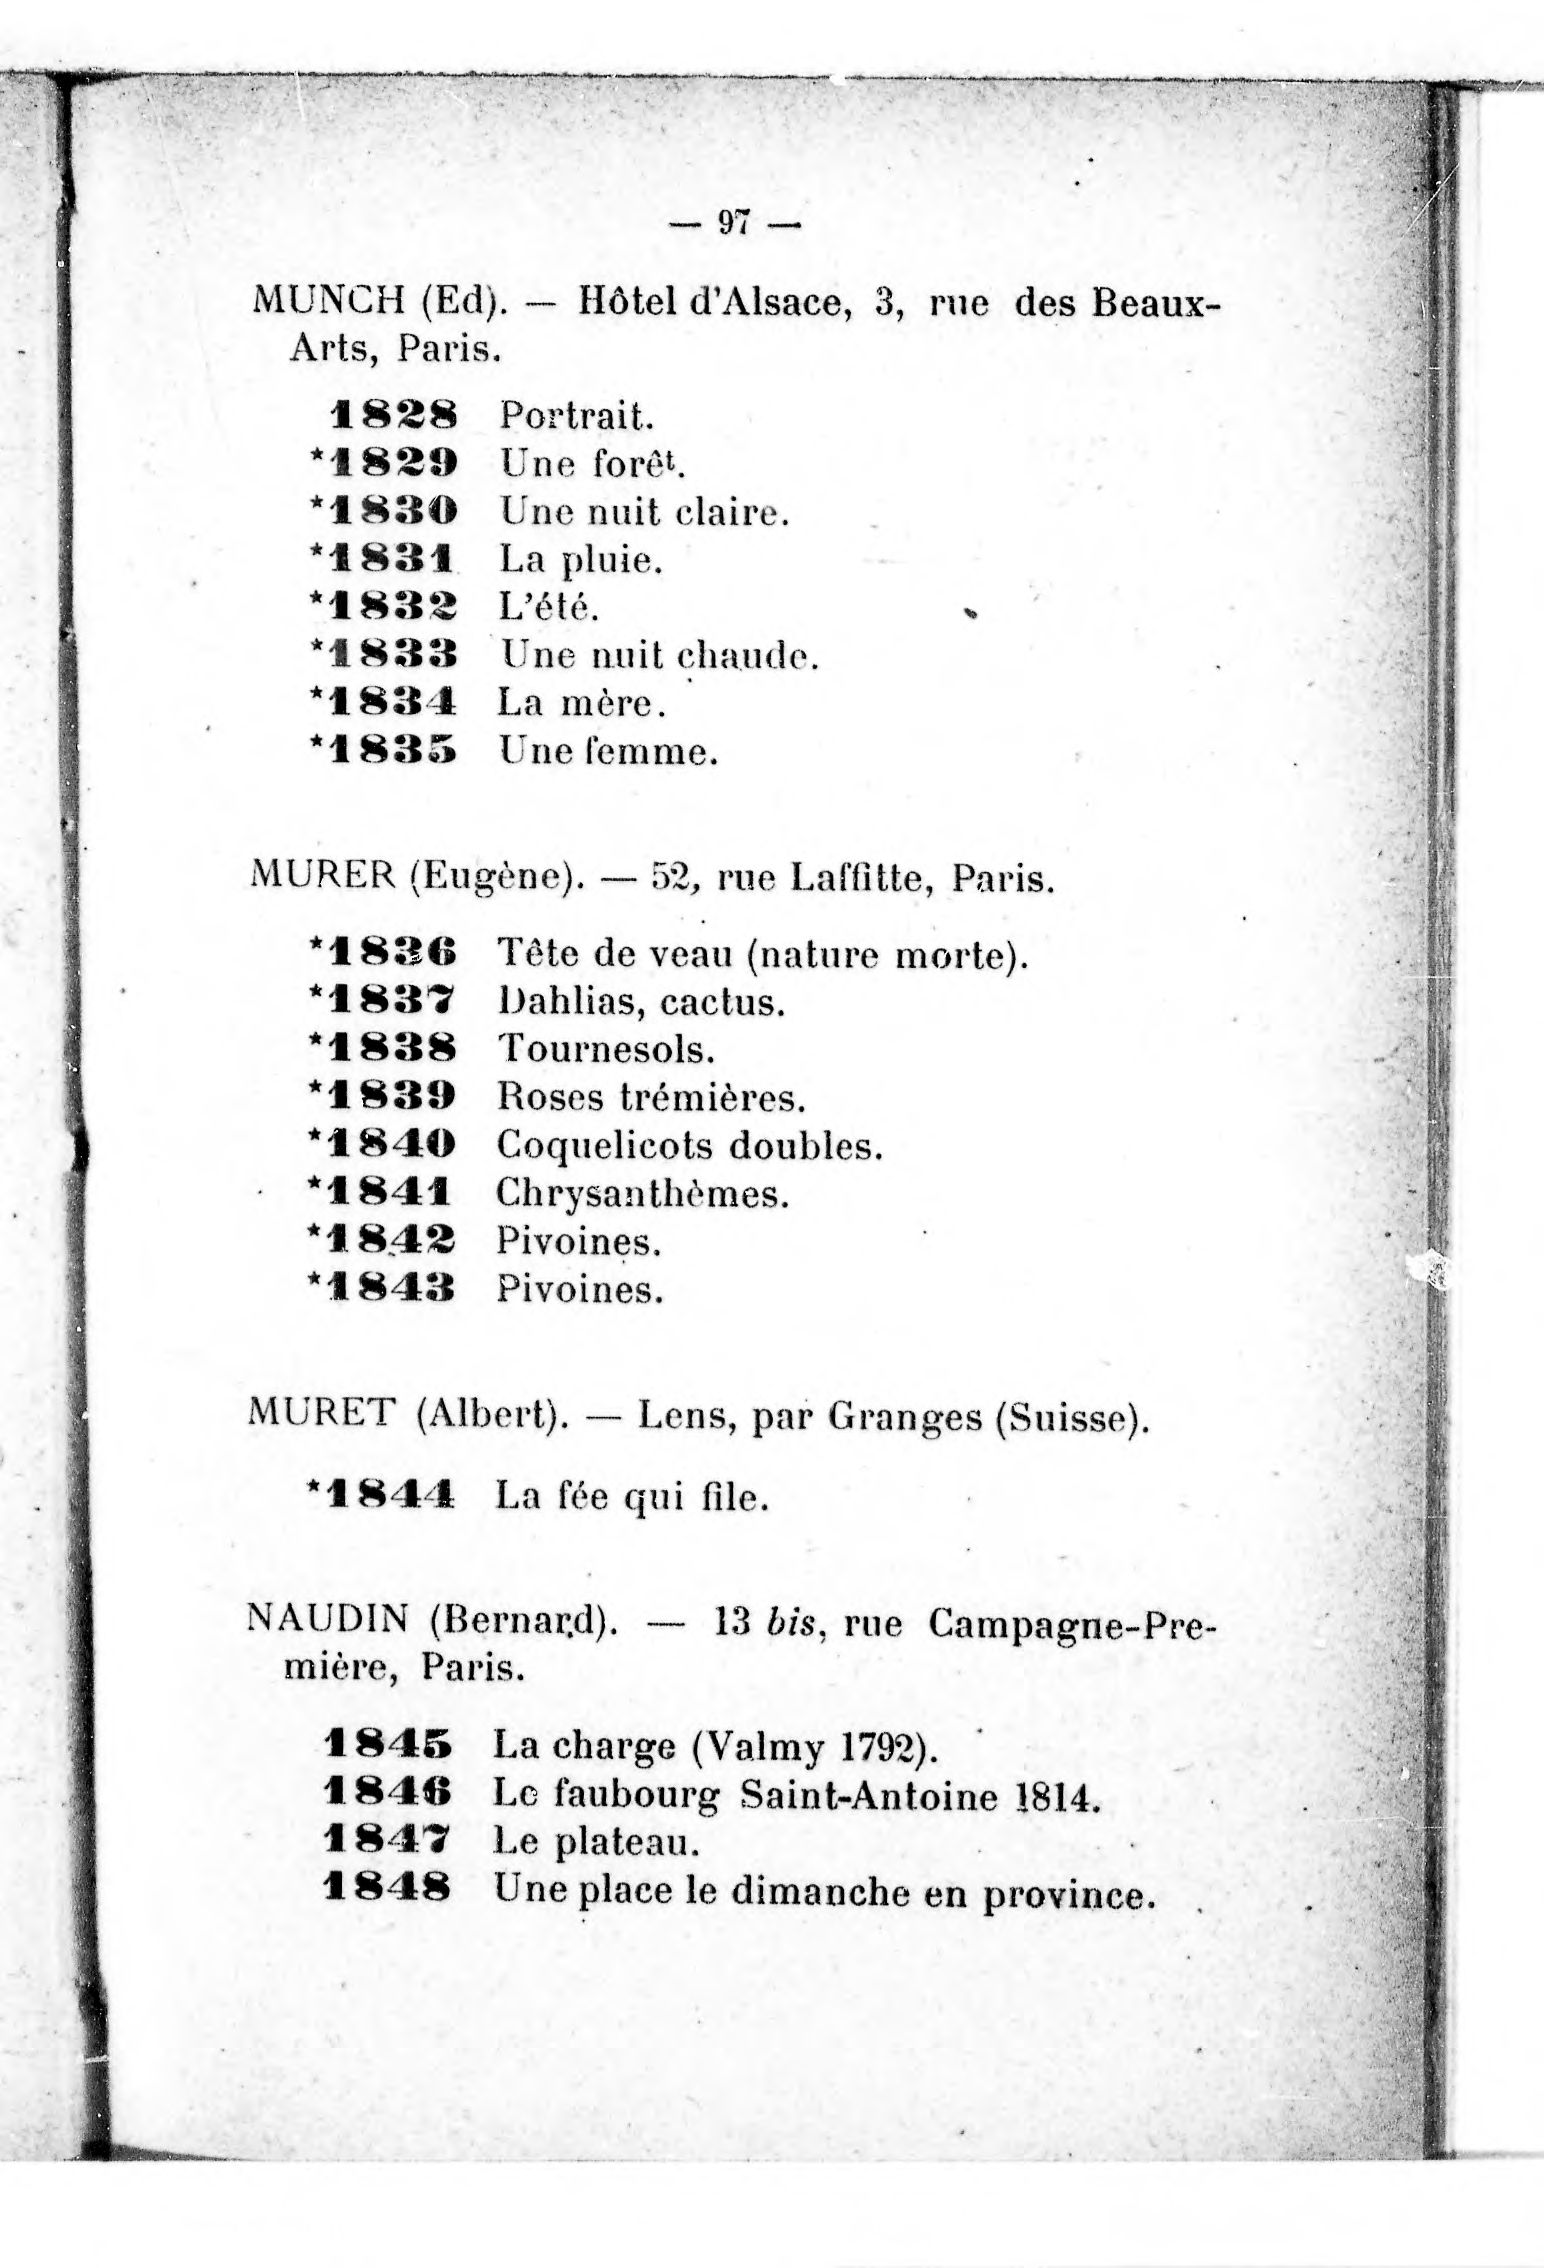 — 97 —
MUNCH (Ed). — Hôtel d'Alsace, 3, rue des Beaux-
Arts, Paris.
1828 Portrait.
*1829 Une forêt.
*1830 Une nuit claire.
*1831 La pluie.
*1832 L'été.
*1833 Une nuit chaude.
*1834 La mère.
*1835 Une femme.
MURER (Eugène). — 52, rue Laffitte, Paris.
*1836 Tête de veau (nature morte).
*1837 Dahlias, cactus.
*1838 Tournesols.
*1839 Roses trémières.
*1840 Coquelicots doubles.
*1841 Chrysanthèmes.
*1842 Pivoines.
*1843 Pivoines.
MURET (Albert). — Lens, par Granges (Suisse).
*1844 La fée qui file.
NAUDIN (Bernard). — 13 bis, rue Campagne-Pre-
mière, Paris.
1845 La charge (Valmy 1792).
1846 Le faubourg Saint-Antoine 1814.
1847 Le plateau.
1848 Une place le dimanche en province.